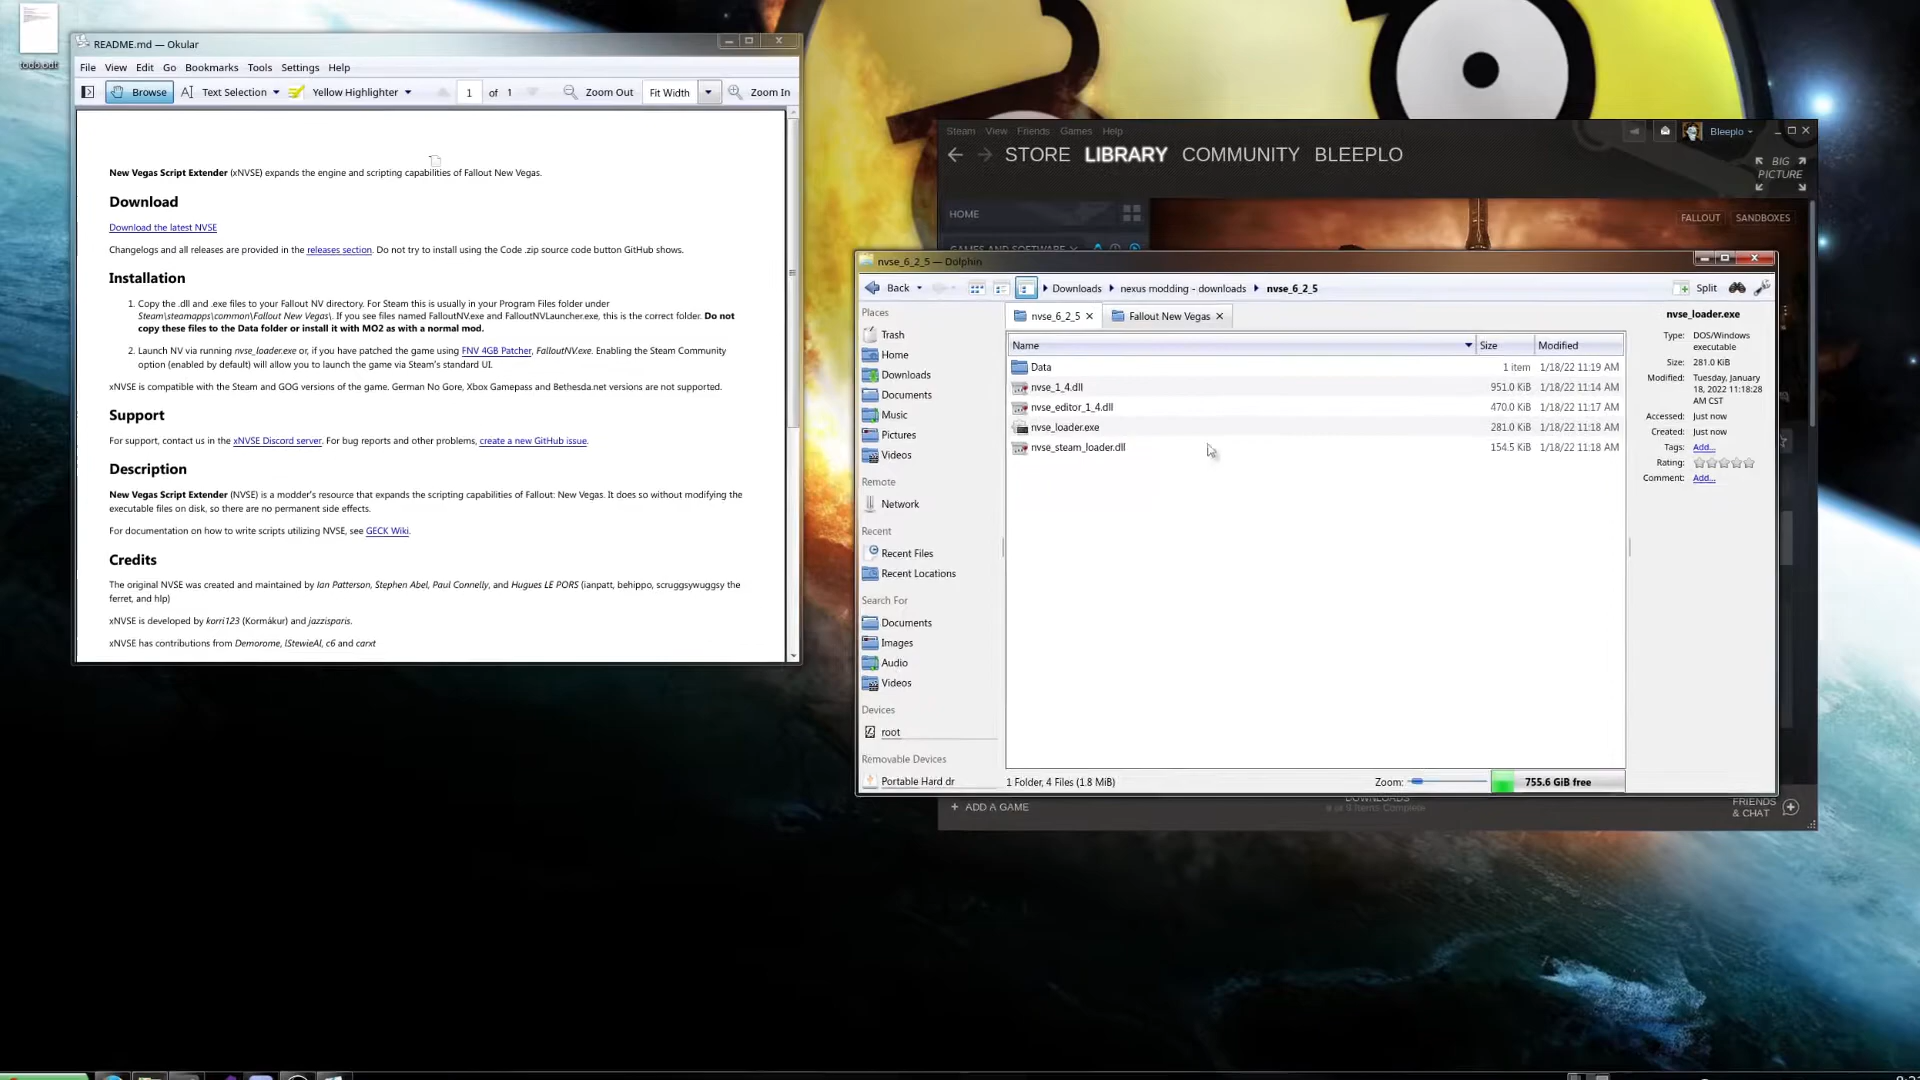 todo.odt
README.md — Okular
File View Edit Go Bookmarks Tools Settings Help
Browse Text Selection Yellow Highlighter 1 of 1 Zoom Out Fit Width Zoom In
New Vegas Script Extender (xNVSE) expands the engine and scripting capabilities of Fallout New Vegas.
Download
Download the latest NVSE
Changelogs and all releases are provided in the releases section. Do not try to install using the Code .zip source code button GitHub shows.
Installation
1. Copy the .dll and .exe files to your Fallout NV directory. For Steam this is usually in your Program Files folder under
Steam\steamapps\common\Fallout New Vegas\. If you see files named FalloutNV.exe and FalloutNVLauncher.exe, this is the correct folder. Do not
copy these files to the Data folder or install it with MO2 as with a normal mod.
2. Launch NV via running nvse_loader.exe or, if you have patched the game using FNV 4GB Patcher, FalloutNV.exe. Enabling the Steam Community
option (enabled by default) will allow you to launch the game via Steam's standard UI.
xNVSE is compatible with the Steam and GOG versions of the game. German No Gore, Xbox Gamepass and Bethesda.net versions are not supported.
Support
For support, contact us in the xNVSE Discord server. For bug reports and other problems, create a new GitHub issue.
Description
New Vegas Script Extender (NVSE) is a modder's resource that expands the scripting capabilities of Fallout: New Vegas. It does so without modifying the
executable files on disk, so there are no permanent side effects.
For documentation on how to write scripts utilizing NVSE, see GECK Wiki.
Credits
The original NVSE was created and maintained by Ian Patterson, Stephen Abel, Paul Connelly, and Hugues LE PORS (ianpatt, behippo, scruggsywuggsy the
ferret, and hlp)
xNVSE is developed by korri123 (Kormákur) and jazzisparis.
xNVSE has contributions from Demorome, lStewieAl, c6 and carxt
Steam View Friends Games Help
Bleeplo
STORE LIBRARY COMMUNITY BLEEPLO
BIG
PICTURE
HOME
FALLOUT SANDBOXES
GAMES AND SOFTWARE
nvse_6_2_5 — Dolphin
Back Downloads nexus modding - downloads nvse_6_2_5 Split
Places
Trash
Home
Downloads
Documents
Music
Pictures
Videos
Remote
Network
Recent
Recent Files
Recent Locations
Search For
Documents
Images
Audio
Videos
Devices
root
Removable Devices
Portable Hard dr
nvse_6_2_5 Fallout New Vegas
Name Size Modified
Data 1 item 1/18/22 11:19 AM
nvse_1_4.dll 951.0 KiB 1/18/22 11:14 AM
nvse_editor_1_4.dll 470.0 KiB 1/18/22 11:17 AM
nvse_loader.exe 281.0 KiB 1/18/22 11:18 AM
nvse_steam_loader.dll 154.5 KiB 1/18/22 11:18 AM
1 Folder, 4 Files (1.8 MiB) Zoom: 755.6 GiB free
nvse_loader.exe
Type: DOS/Windows
executable
Size: 281.0 KiB
Modified: Tuesday, January
18, 2022
11:18:28
AM CST
Accessed: Just now
Created: Just now
Tags: Add...
Rating:
Comment: Add...
ADD A GAME
DOWNLOADS
FRIENDS
& CHAT